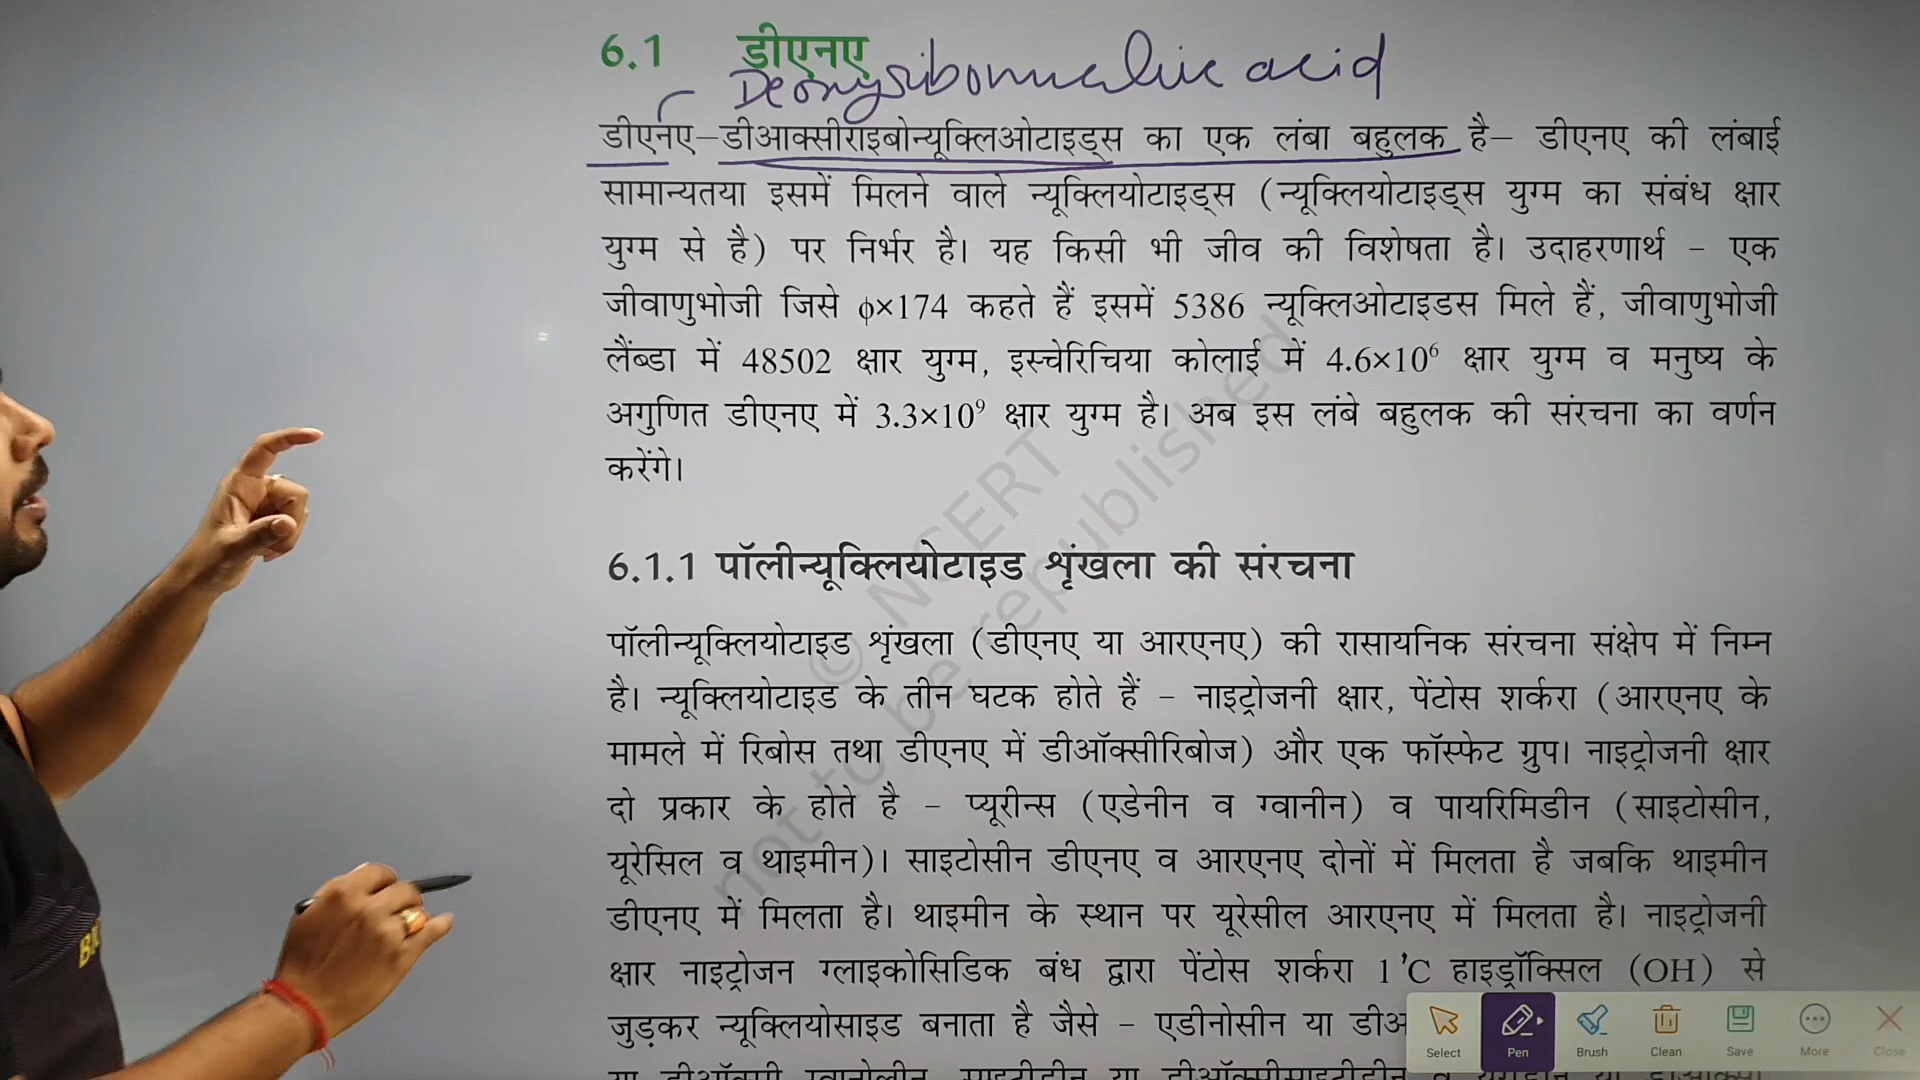 6.1 डीएनए
Deoxyribonucleic acid
डीएनए–डीआक्सीराइबोन्यूक्लिओटाइड्स का एक लंबा बहुलक है– डीएनए की लंबाई
सामान्यतया इसमें मिलने वाले न्यूक्लियोटाइड्स (न्यूक्लियोटाइड्स युग्म का संबंध क्षार
युग्म से है) पर निर्भर है। यह किसी भी जीव की विशेषता है। उदाहरणार्थ - एक
जीवाणुभोजी जिसे ϕ×174 कहते हैं इसमें 5386 न्यूक्लिओटाइडस मिले हैं, जीवाणुभोजी
लैंब्डा में 48502 क्षार युग्म, इस्चेरिचिया कोलाई में 4.6×10⁶ क्षार युग्म व मनुष्य के
अगुणित डीएनए में 3.3×10⁹ क्षार युग्म है। अब इस लंबे बहुलक की संरचना का वर्णन
करेंगे।
6.1.1 पॉलीन्यूक्लियोटाइड शृंखला की संरचना
पॉलीन्यूक्लियोटाइड शृंखला (डीएनए या आरएनए) की रासायनिक संरचना संक्षेप में निम्न
है। न्यूक्लियोटाइड के तीन घटक होते हैं - नाइट्रोजनी क्षार, पेंटोस शर्करा (आरएनए के
मामले में रिबोस तथा डीएनए में डीऑक्सीरिबोज) और एक फॉस्फेट ग्रुप। नाइट्रोजनी क्षार
दो प्रकार के होते है - प्यूरीन्स (एडेनीन व ग्वानीन) व पायरिमिडीन (साइटोसीन,
यूरेसिल व थाइमीन)। साइटोसीन डीएनए व आरएनए दोनों में मिलता है जबकि थाइमीन
डीएनए में मिलता है। थाइमीन के स्थान पर यूरेसील आरएनए में मिलता है। नाइट्रोजनी
क्षार नाइट्रोजन ग्लाइकोसिडिक बंध द्वारा पेंटोस शर्करा 1'C हाइड्रॉक्सिल (OH) से
जुड़कर न्यूक्लियोसाइड बनाता है जैसे - एडीनोसीन या
© NCERT
not to be republished
Select Pen Brush Clean Save More Close